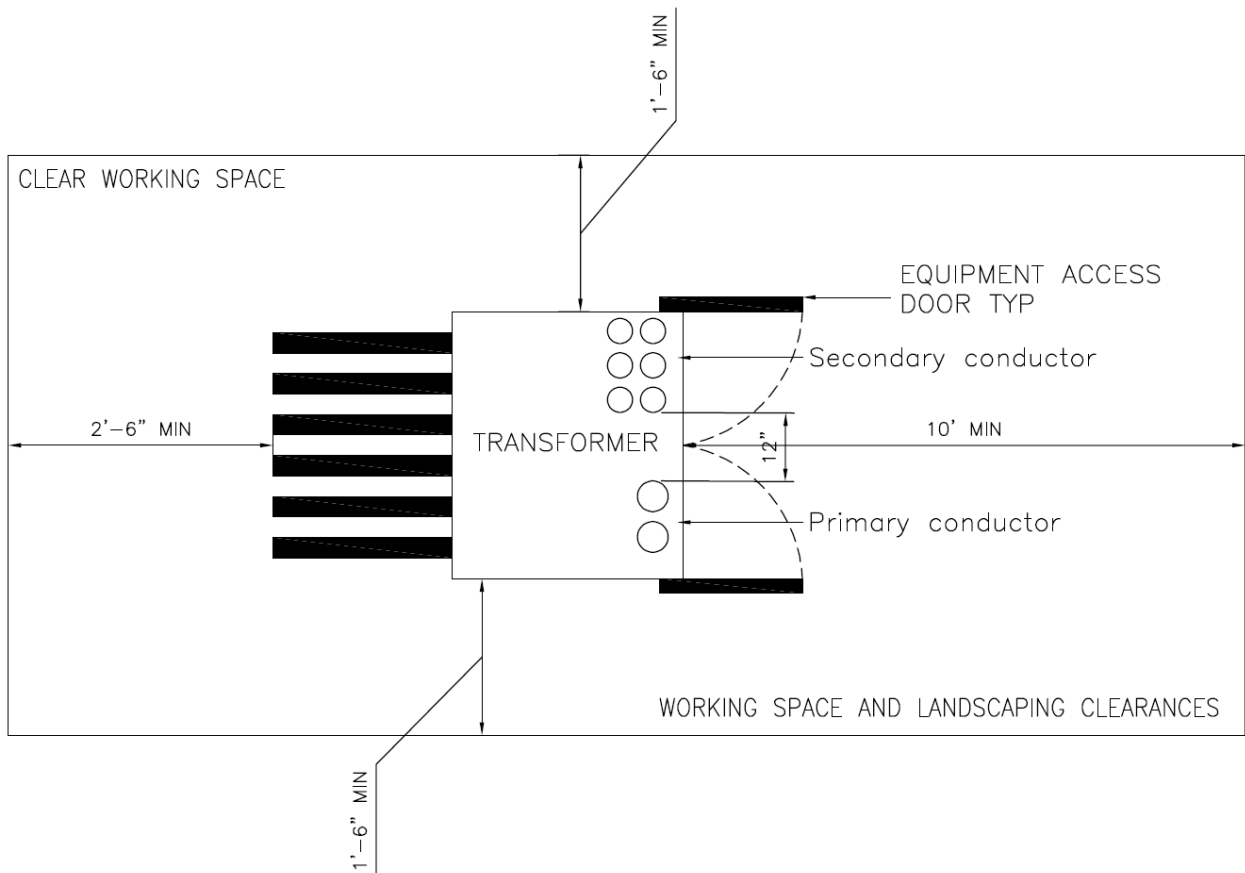 1'-6" MIN
CLEAR WORKING SPACE
EQUIPMENT ACCESS
DOOR TYP
Secondary conductor
2'-6" MIN
TRANSFORMER
12"
10' MIN
Primary conductor
WORKING SPACE AND LANDSCAPING CLEARANCES
1'-6" MIN